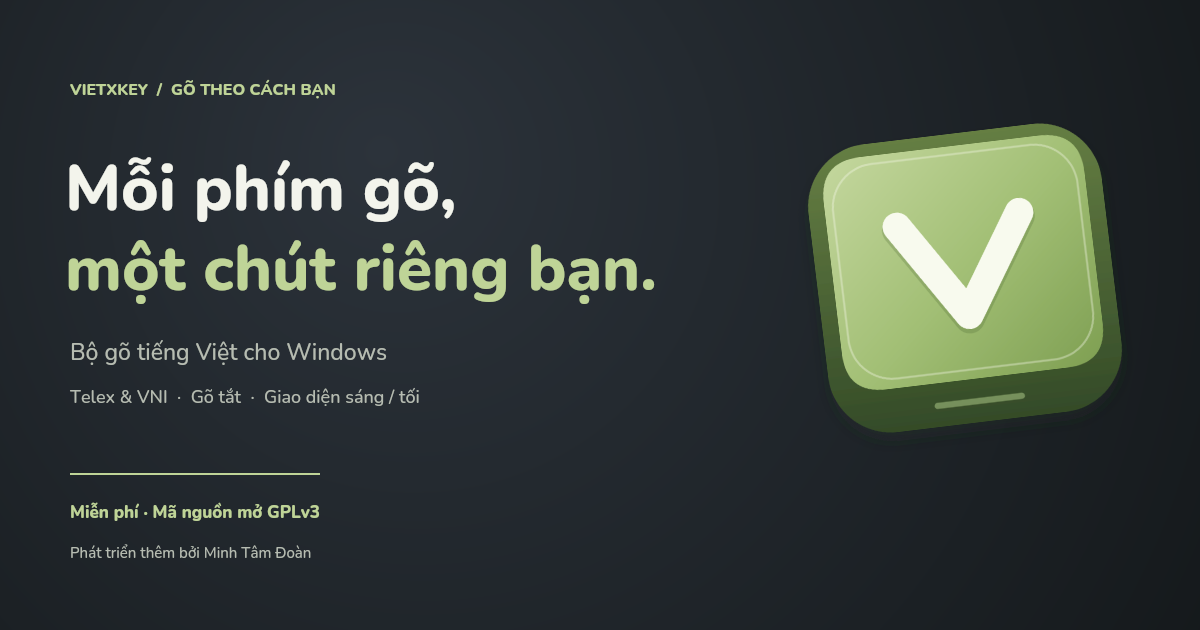 VIETXKEY / GÕ THEO CÁCH BẠN
Mỗi phím gõ,
một chút riêng bạn.
Bộ gõ tiếng Việt cho Windows
Telex & VNI · Gõ tắt · Giao diện sáng / tối
Miễn phí · Mã nguồn mở GPLv3
Phát triển thêm bởi Minh Tâm Đoàn
V